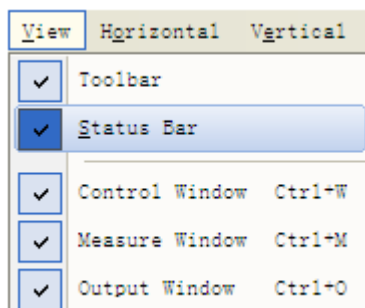 View Horizontal Vertical
Toolbar
Status Bar
Control Window Ctrl+W
Measure Window Ctrl+M
Output Window Ctrl+O